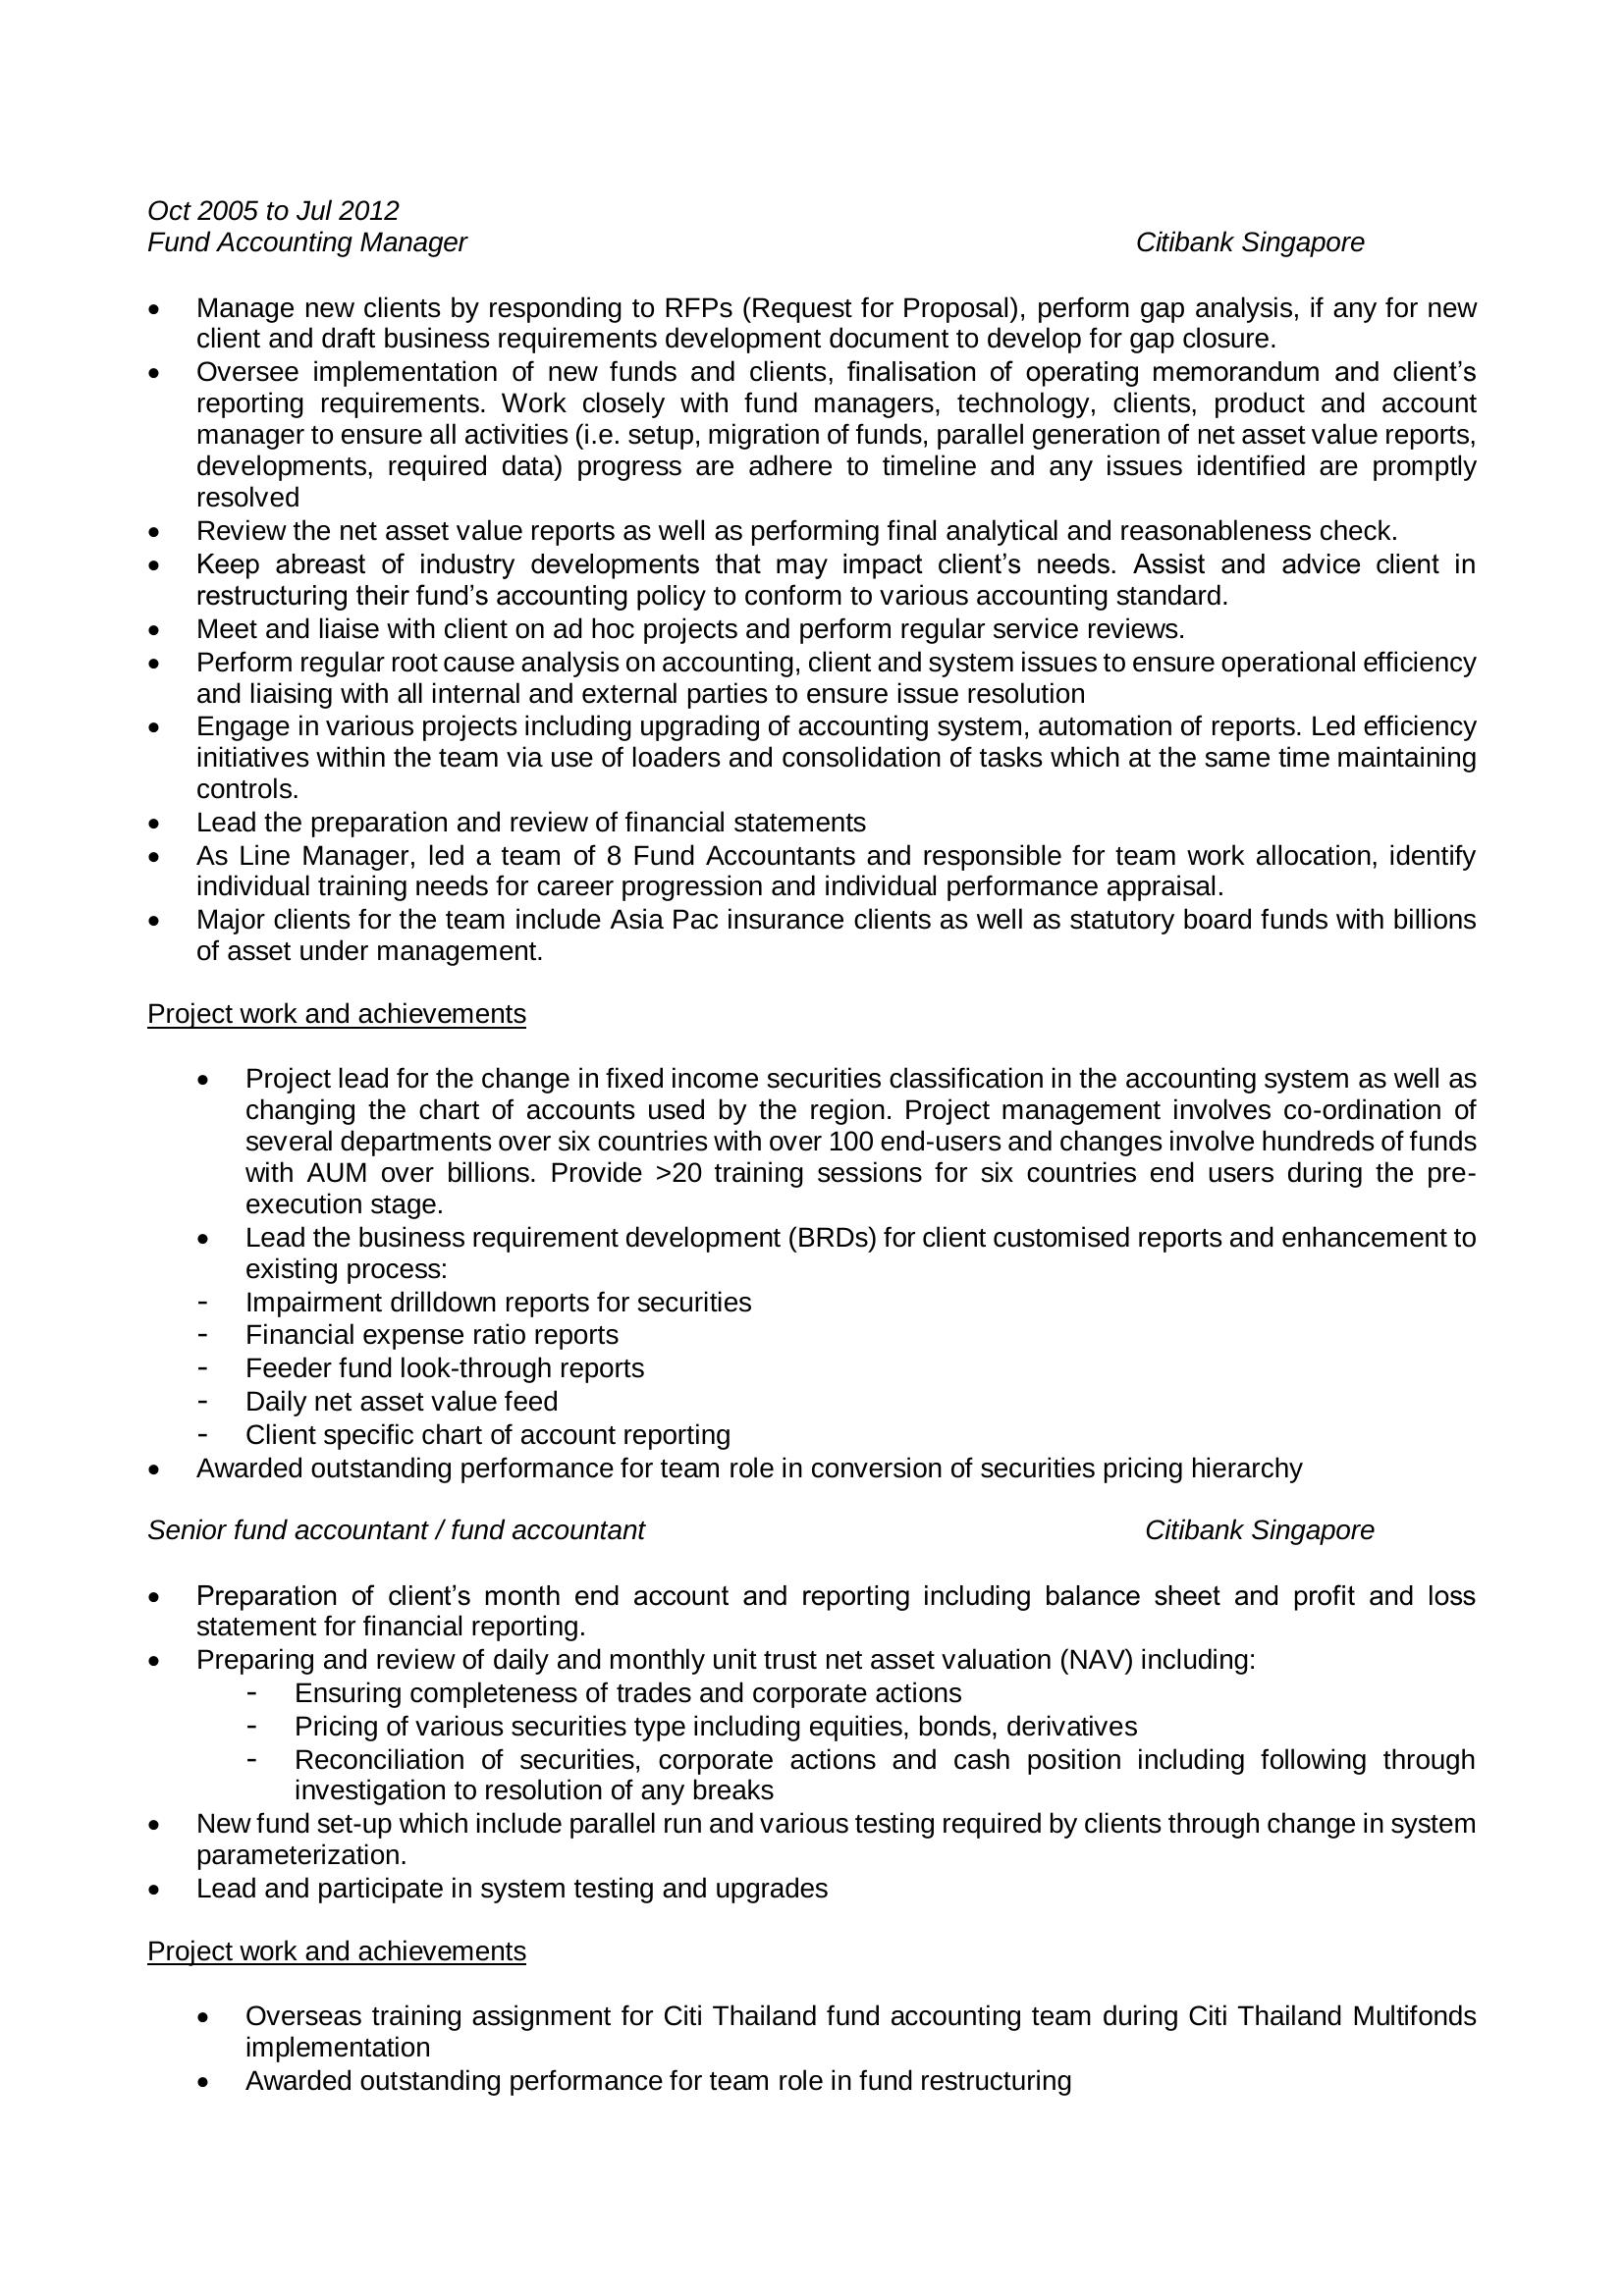 Oct 2005 to Jul 2012
Fund Accounting Manager Citibank Singapore
• Manage new clients by responding to RFPs (Request for Proposal), perform gap analysis, if any for new
client and draft business requirements development document to develop for gap closure.
• Oversee implementation of new funds and clients, finalisation of operating memorandum and client’s
reporting requirements. Work closely with fund managers, technology, clients, product and account
manager to ensure all activities (i.e. setup, migration of funds, parallel generation of net asset value reports,
developments, required data) progress are adhere to timeline and any issues identified are promptly
resolved
• Review the net asset value reports as well as performing final analytical and reasonableness check.
• Keep abreast of industry developments that may impact client’s needs. Assist and advice client in
restructuring their fund’s accounting policy to conform to various accounting standard.
• Meet and liaise with client on ad hoc projects and perform regular service reviews.
• Perform regular root cause analysis on accounting, client and system issues to ensure operational efficiency
and liaising with all internal and external parties to ensure issue resolution
• Engage in various projects including upgrading of accounting system, automation of reports. Led efficiency
initiatives within the team via use of loaders and consolidation of tasks which at the same time maintaining
controls.
• Lead the preparation and review of financial statements
• As Line Manager, led a team of 8 Fund Accountants and responsible for team work allocation, identify
individual training needs for career progression and individual performance appraisal.
• Major clients for the team include Asia Pac insurance clients as well as statutory board funds with billions
of asset under management.
Project work and achievements
• Project lead for the change in fixed income securities classification in the accounting system as well as
changing the chart of accounts used by the region. Project management involves co-ordination of
several departments over six countries with over 100 end-users and changes involve hundreds of funds
with AUM over billions. Provide >20 training sessions for six countries end users during the pre-
execution stage.
• Lead the business requirement development (BRDs) for client customised reports and enhancement to
existing process:
- Impairment drilldown reports for securities
- Financial expense ratio reports
- Feeder fund look-through reports
- Daily net asset value feed
- Client specific chart of account reporting
• Awarded outstanding performance for team role in conversion of securities pricing hierarchy
Senior fund accountant / fund accountant Citibank Singapore
• Preparation of client’s month end account and reporting including balance sheet and profit and loss
statement for financial reporting.
• Preparing and review of daily and monthly unit trust net asset valuation (NAV) including:
- Ensuring completeness of trades and corporate actions
- Pricing of various securities type including equities, bonds, derivatives
- Reconciliation of securities, corporate actions and cash position including following through
investigation to resolution of any breaks
• New fund set-up which include parallel run and various testing required by clients through change in system
parameterization.
• Lead and participate in system testing and upgrades
Project work and achievements
• Overseas training assignment for Citi Thailand fund accounting team during Citi Thailand Multifonds
implementation
• Awarded outstanding performance for team role in fund restructuring